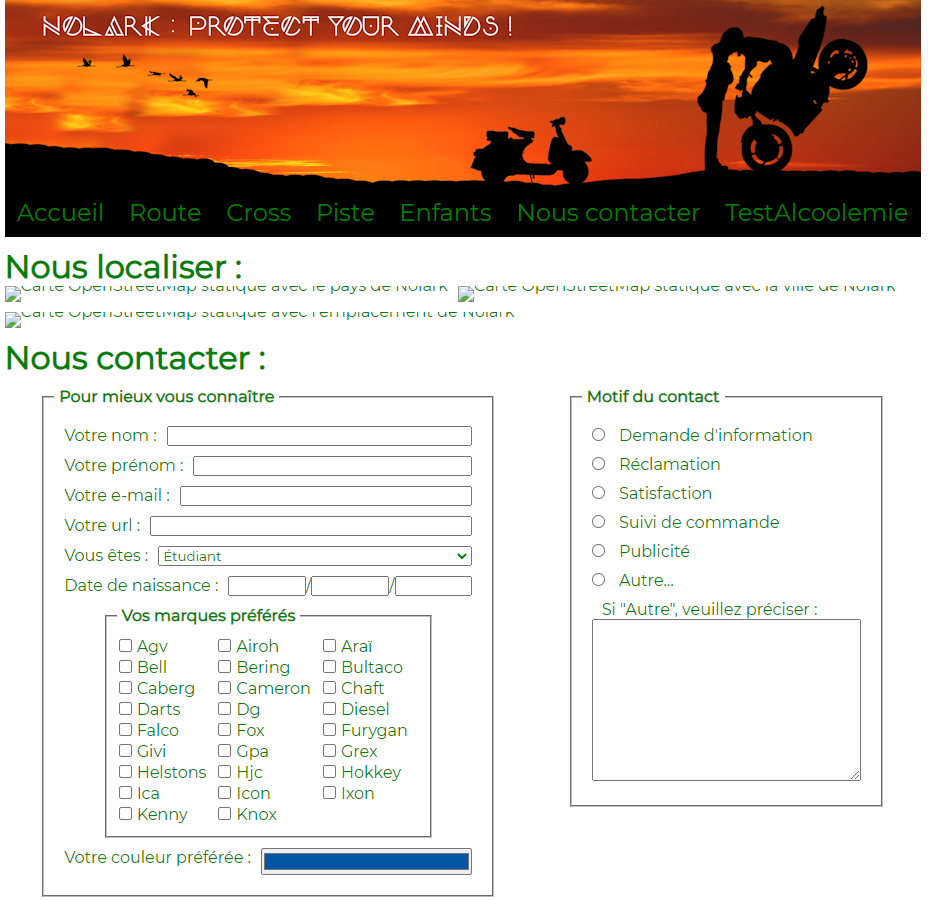 NOLARK : PROTECT YOUR MINDS !
Accueil Route Cross Piste Enfants Nous contacter TestAlcoolemie
Nous localiser :
Carte OpenStreetMap statique avec le pays de Nolark Carte OpenStreetMap statique avec la ville de Nolark
Carte OpenStreetMap statique avec l'emplacement de Nolark
Nous contacter :
Pour mieux vous connaître
Votre nom :
Votre prénom :
Votre e-mail :
Votre url :
Vous êtes : Étudiant
Date de naissance : / /
Vos marques préférés
Agv Airoh Araï
Bell Bering Bultaco
Caberg Cameron Chaft
Darts Dg Diesel
Falco Fox Furygan
Givi Gpa Grex
Helstons Hjc Hokkey
Ica Icon Ixon
Kenny Knox
Votre couleur préférée :
Motif du contact
Demande d'information
Réclamation
Satisfaction
Suivi de commande
Publicité
Autre...
Si "Autre", veuillez préciser :